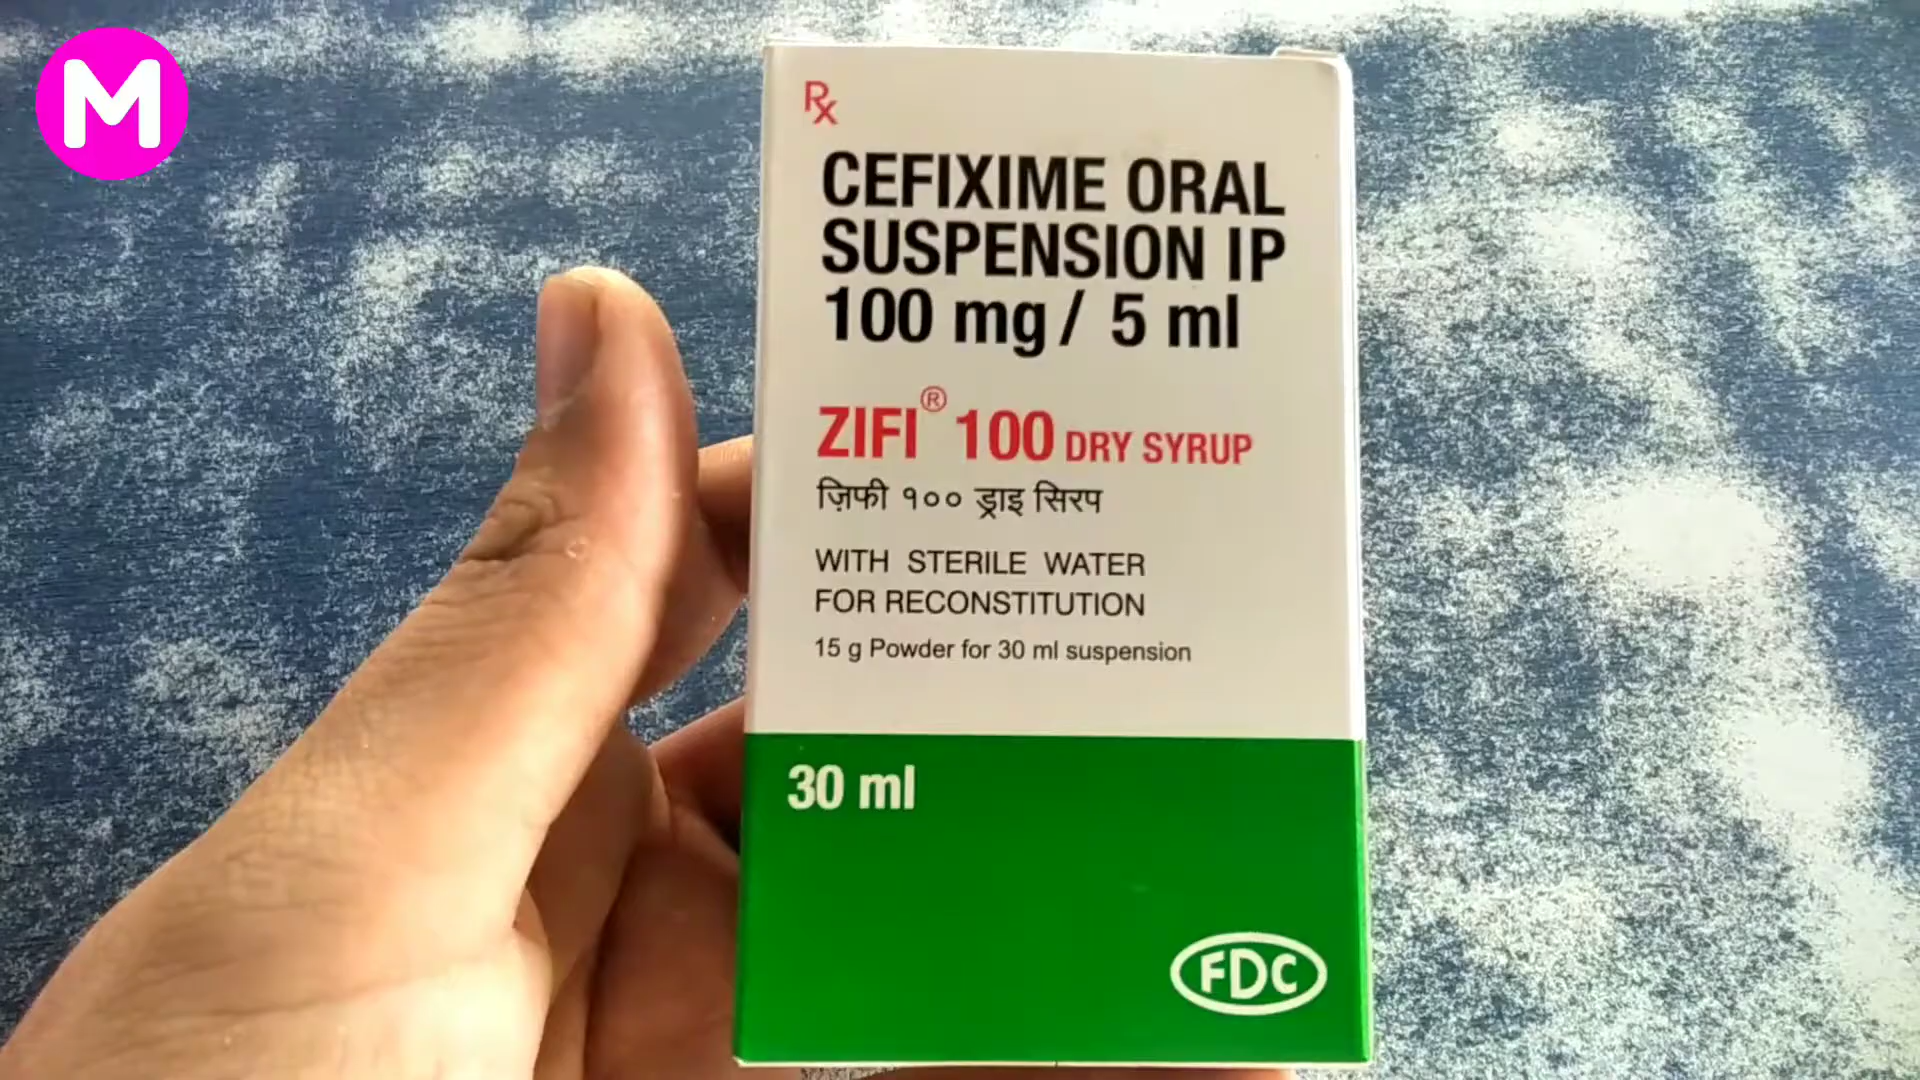 M
Rx
CEFIXIME ORAL
SUSPENSION IP
100 mg / 5 ml
ZIFI® 100 DRY SYRUP
ज़िफी १०० ड्राइ सिरप
WITH STERILE WATER
FOR RECONSTITUTION
15 g Powder for 30 ml suspension
30 ml
FDC